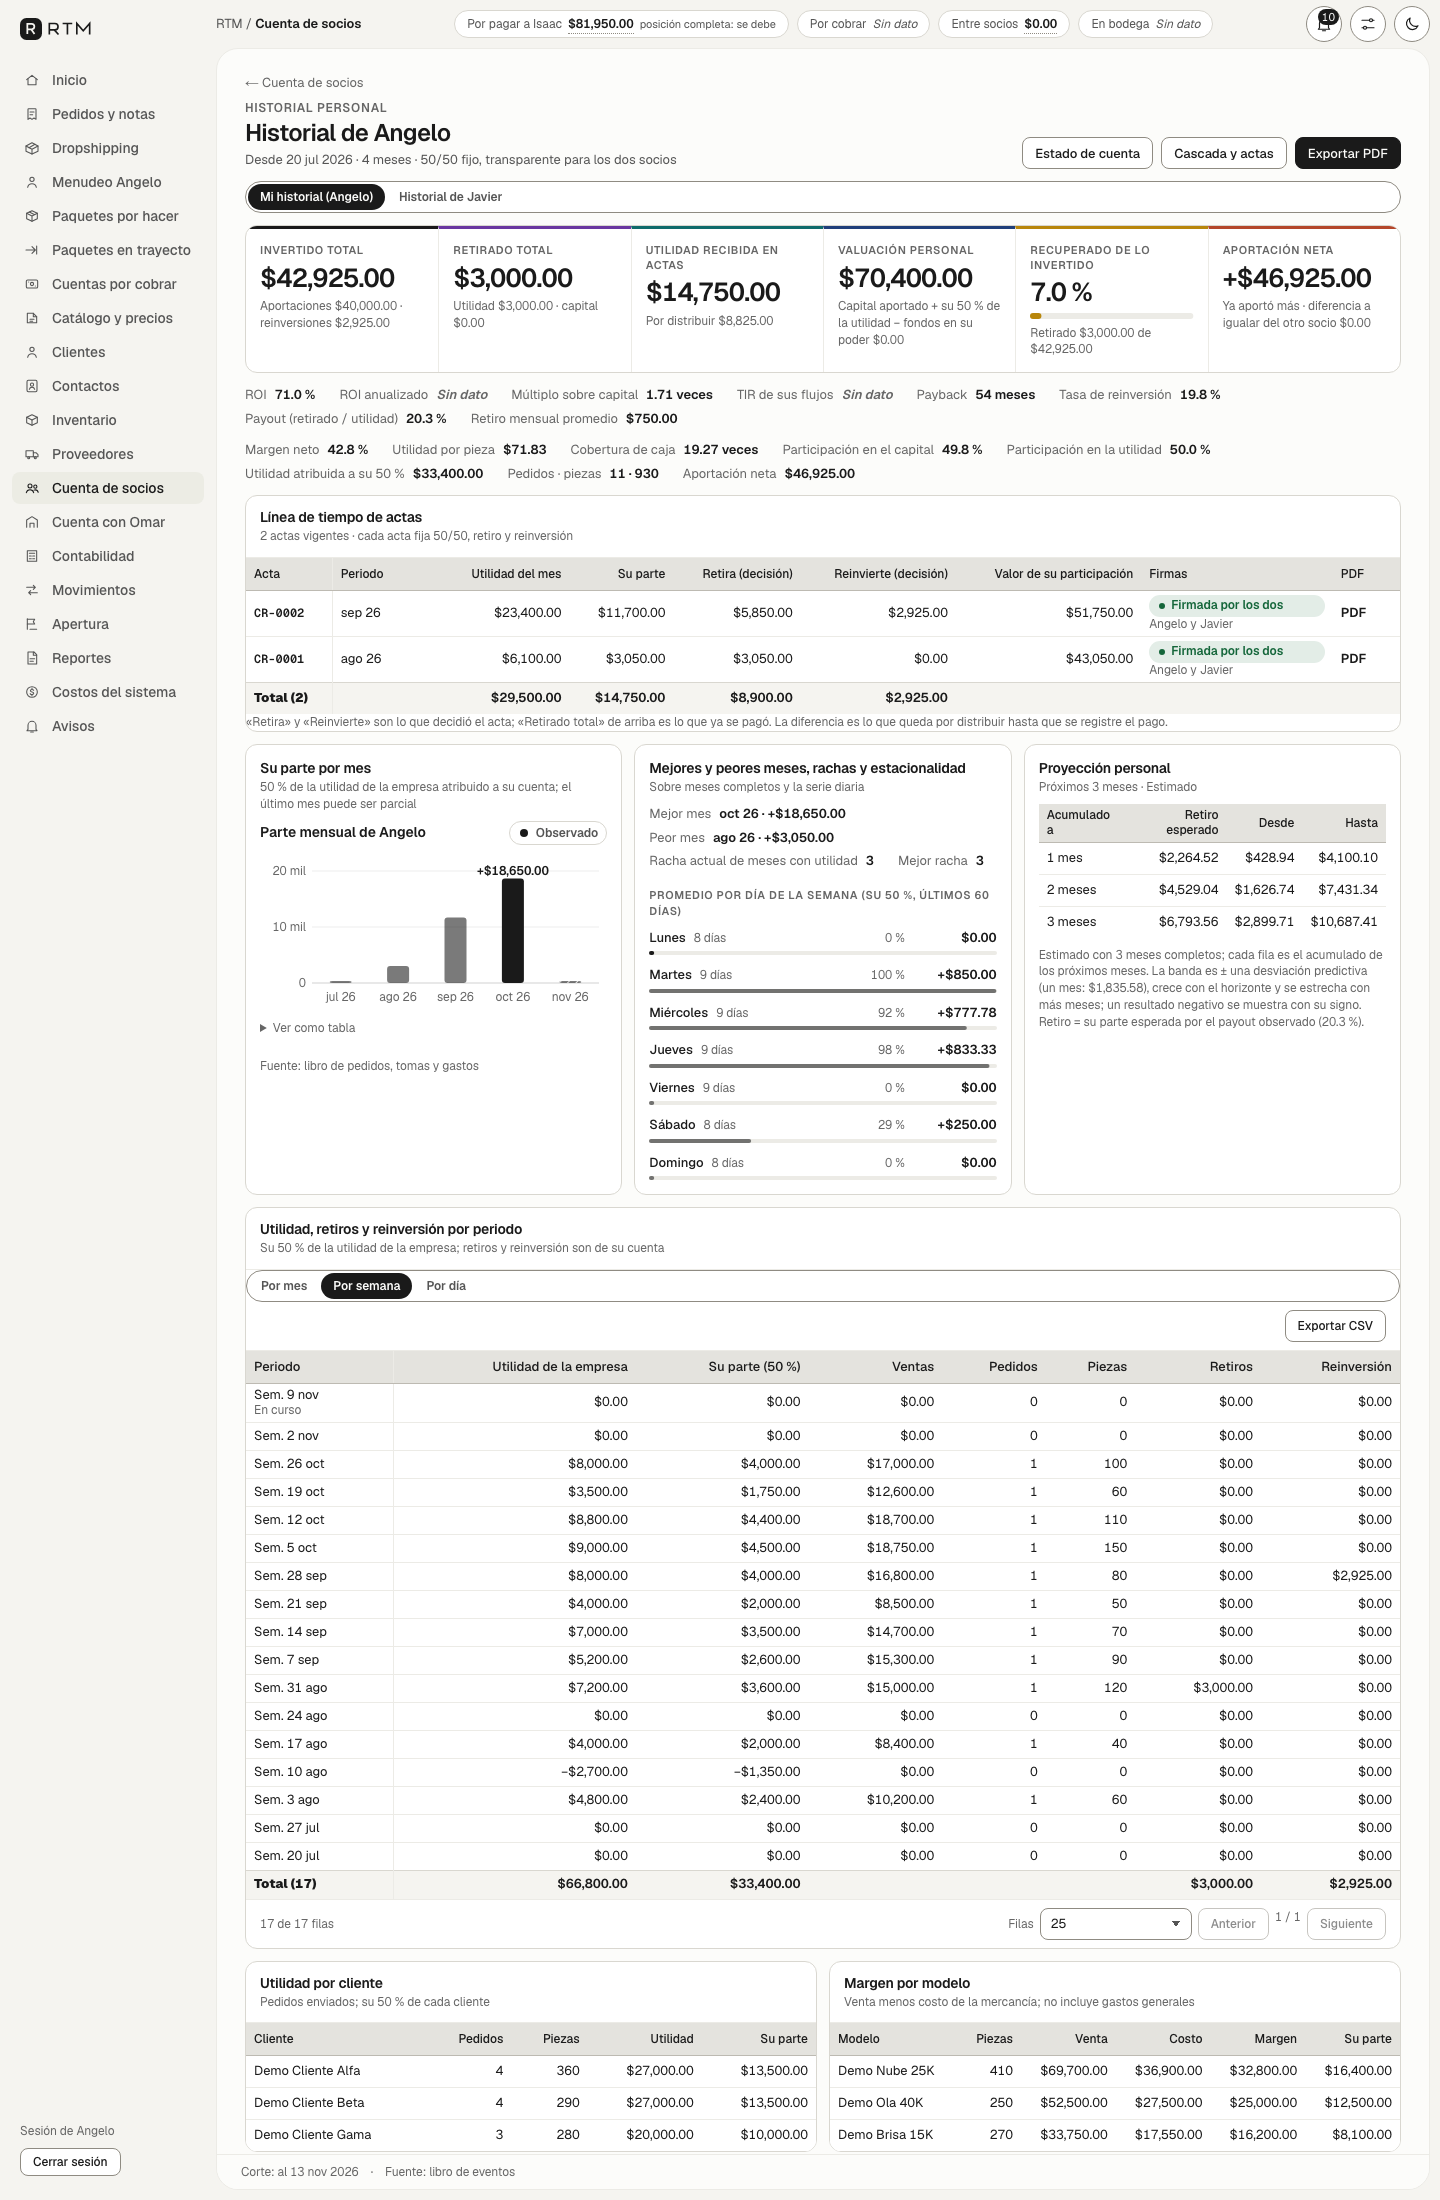 R RTM
RTM / Cuenta de socios
Por pagar a Isaac $81,950.00 posición completa: se debe
Por cobrar Sin dato
Entre socios $0.00
En bodega Sin dato
10
Inicio
Pedidos y notas
Dropshipping
Menudeo Angelo
Paquetes por hacer
Paquetes en trayecto
Cuentas por cobrar
Catálogo y precios
Clientes
Contactos
Inventario
Proveedores
Cuenta de socios
Cuenta con Omar
Contabilidad
Movimientos
Apertura
Reportes
Costos del sistema
Avisos
Sesión de Angelo
Cerrar sesión
← Cuenta de socios
HISTORIAL PERSONAL
Historial de Angelo
Desde 20 jul 2026 · 4 meses · 50/50 fijo, transparente para los dos socios
Estado de cuenta
Cascada y actas
Exportar PDF
Mi historial (Angelo)
Historial de Javier
INVERTIDO TOTAL
$42,925.00
Aportaciones $40,000.00 ·
reinversiones $2,925.00
RETIRADO TOTAL
$3,000.00
Utilidad $3,000.00 · capital
$0.00
UTILIDAD RECIBIDA EN
ACTAS
$14,750.00
Por distribuir $8,825.00
VALUACIÓN PERSONAL
$70,400.00
Capital aportado + su 50 % de
la utilidad − fondos en su
poder $0.00
RECUPERADO DE LO
INVERTIDO
7.0 %
Retirado $3,000.00 de
$42,925.00
APORTACIÓN NETA
+$46,925.00
Ya aportó más · diferencia a
igualar del otro socio $0.00
ROI 71.0 % ROI anualizado Sin dato Múltiplo sobre capital 1.71 veces TIR de sus flujos Sin dato Payback 54 meses Tasa de reinversión 19.8 %
Payout (retirado / utilidad) 20.3 % Retiro mensual promedio $750.00
Margen neto 42.8 % Utilidad por pieza $71.83 Cobertura de caja 19.27 veces Participación en el capital 49.8 % Participación en la utilidad 50.0 %
Utilidad atribuida a su 50 % $33,400.00 Pedidos · piezas 11 · 930 Aportación neta $46,925.00
Línea de tiempo de actas
2 actas vigentes · cada acta fija 50/50, retiro y reinversión
Acta Periodo Utilidad del mes Su parte Retira (decisión) Reinvierte (decisión) Valor de su participación Firmas PDF
CR-0002 sep 26 $23,400.00 $11,700.00 $5,850.00 $2,925.00 $51,750.00 Firmada por los dos PDF
Angelo y Javier
CR-0001 ago 26 $6,100.00 $3,050.00 $3,050.00 $0.00 $43,050.00 Firmada por los dos PDF
Angelo y Javier
Total (2) $29,500.00 $14,750.00 $8,900.00 $2,925.00
«Retira» y «Reinvierte» son lo que decidió el acta; «Retirado total» de arriba es lo que ya se pagó. La diferencia es lo que queda por distribuir hasta que se registre el pago.
Su parte por mes
50 % de la utilidad de la empresa atribuido a su cuenta; el
último mes puede ser parcial
Parte mensual de Angelo
Observado
20 mil
+$18,650.00
10 mil
0
jul 26 ago 26 sep 26 oct 26 nov 26
Ver como tabla
Fuente: libro de pedidos, tomas y gastos
Mejores y peores meses, rachas y estacionalidad
Sobre meses completos y la serie diaria
Mejor mes oct 26 · +$18,650.00
Peor mes ago 26 · +$3,050.00
Racha actual de meses con utilidad 3 Mejor racha 3
PROMEDIO POR DÍA DE LA SEMANA (SU 50 %, ÚLTIMOS 60
DÍAS)
Lunes 8 días 0 % $0.00
Martes 9 días 100 % +$850.00
Miércoles 9 días 92 % +$777.78
Jueves 9 días 98 % +$833.33
Viernes 9 días 0 % $0.00
Sábado 8 días 29 % +$250.00
Domingo 8 días 0 % $0.00
Proyección personal
Próximos 3 meses · Estimado
Acumulado a Retiro esperado Desde Hasta
1 mes $2,264.52 $428.94 $4,100.10
2 meses $4,529.04 $1,626.74 $7,431.34
3 meses $6,793.56 $2,899.71 $10,687.41
Estimado con 3 meses completos; cada fila es el acumulado de
los próximos meses. La banda es ± una desviación predictiva
(un mes: $1,835.58), crece con el horizonte y se estrecha con
más meses; un resultado negativo se muestra con su signo.
Retiro = su parte esperada por el payout observado (20.3 %).
Utilidad, retiros y reinversión por periodo
Su 50 % de la utilidad de la empresa; retiros y reinversión son de su cuenta
Por mes Por semana Por día
Exportar CSV
Periodo Utilidad de la empresa Su parte (50 %) Ventas Pedidos Piezas Retiros Reinversión
Sem. 9 nov $0.00 $0.00 $0.00 0 0 $0.00 $0.00
En curso
Sem. 2 nov $0.00 $0.00 $0.00 0 0 $0.00 $0.00
Sem. 26 oct $8,000.00 $4,000.00 $17,000.00 1 100 $0.00 $0.00
Sem. 19 oct $3,500.00 $1,750.00 $12,600.00 1 60 $0.00 $0.00
Sem. 12 oct $8,800.00 $4,400.00 $18,700.00 1 110 $0.00 $0.00
Sem. 5 oct $9,000.00 $4,500.00 $18,750.00 1 150 $0.00 $0.00
Sem. 28 sep $8,000.00 $4,000.00 $16,800.00 1 80 $0.00 $2,925.00
Sem. 21 sep $4,000.00 $2,000.00 $8,500.00 1 50 $0.00 $0.00
Sem. 14 sep $7,000.00 $3,500.00 $14,700.00 1 70 $0.00 $0.00
Sem. 7 sep $5,200.00 $2,600.00 $15,300.00 1 90 $0.00 $0.00
Sem. 31 ago $7,200.00 $3,600.00 $15,000.00 1 120 $3,000.00 $0.00
Sem. 24 ago $0.00 $0.00 $0.00 0 0 $0.00 $0.00
Sem. 17 ago $4,000.00 $2,000.00 $8,400.00 1 40 $0.00 $0.00
Sem. 10 ago −$2,700.00 −$1,350.00 $0.00 0 0 $0.00 $0.00
Sem. 3 ago $4,800.00 $2,400.00 $10,200.00 1 60 $0.00 $0.00
Sem. 27 jul $0.00 $0.00 $0.00 0 0 $0.00 $0.00
Sem. 20 jul $0.00 $0.00 $0.00 0 0 $0.00 $0.00
Total (17) $66,800.00 $33,400.00 $3,000.00 $2,925.00
17 de 17 filas
Filas 25 Anterior 1 / 1 Siguiente
Utilidad por cliente
Pedidos enviados; su 50 % de cada cliente
Cliente Pedidos Piezas Utilidad Su parte
Demo Cliente Alfa 4 360 $27,000.00 $13,500.00
Demo Cliente Beta 4 290 $27,000.00 $13,500.00
Demo Cliente Gama 3 280 $20,000.00 $10,000.00
Margen por modelo
Venta menos costo de la mercancía; no incluye gastos generales
Modelo Piezas Venta Costo Margen Su parte
Demo Nube 25K 410 $69,700.00 $36,900.00 $32,800.00 $16,400.00
Demo Ola 40K 250 $52,500.00 $27,500.00 $25,000.00 $12,500.00
Demo Brisa 15K 270 $33,750.00 $17,550.00 $16,200.00 $8,100.00
Corte: al 13 nov 2026 · Fuente: libro de eventos